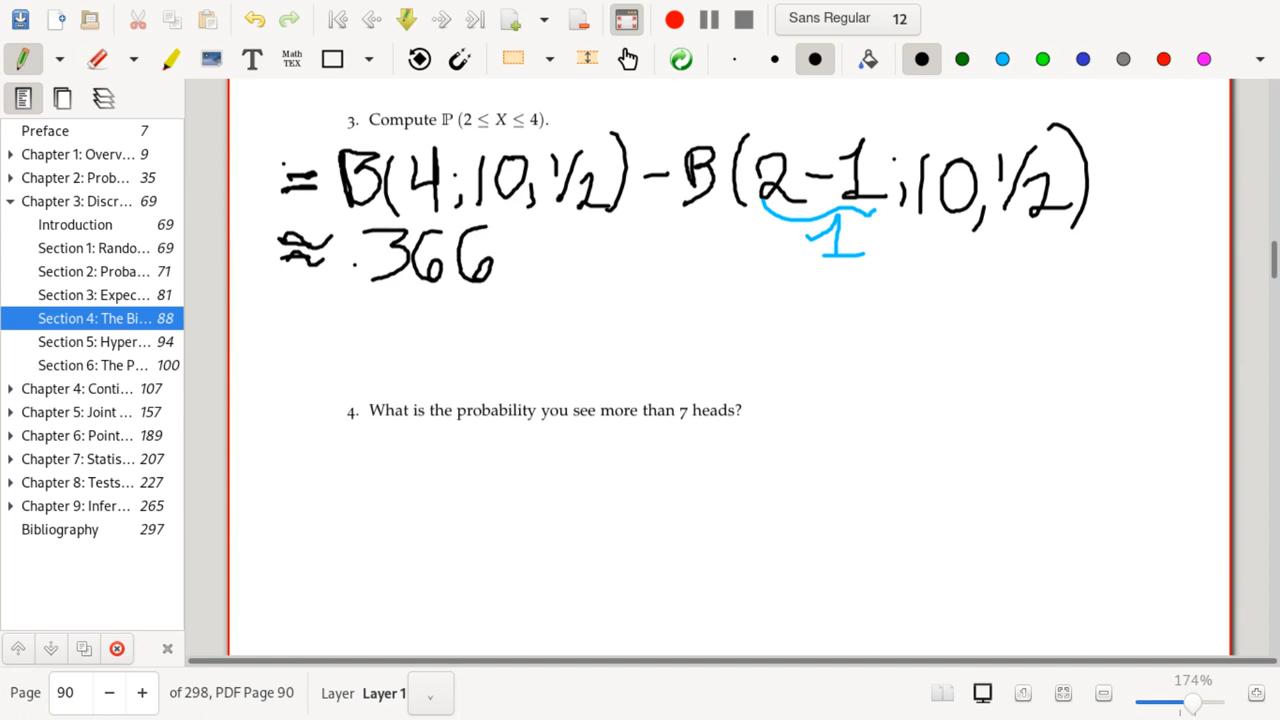 Sans Regular 12
T
Math
TEX
Preface 7
Chapter 1: Overv... 9
Chapter 2: Prob... 35
Chapter 3: Discr... 69
Introduction 69
Section 1: Rando... 69
Section 2: Proba... 71
Section 3: Expec... 81
Section 4: The Bi... 88
Section 5: Hyper... 94
Section 6: The P... 100
Chapter 4: Conti... 107
Chapter 5: Joint ... 157
Chapter 6: Point... 189
Chapter 7: Statis... 207
Chapter 8: Tests... 227
Chapter 9: Infer... 265
Bibliography 297
3. Compute ℙ (2 ≤ X ≤ 4).
= B(4;10,1/2) - B(2-1;10,1/2)
1
≈ .366
4. What is the probability you see more than 7 heads?
Page 90 of 298, PDF Page 90 Layer Layer 1 174%